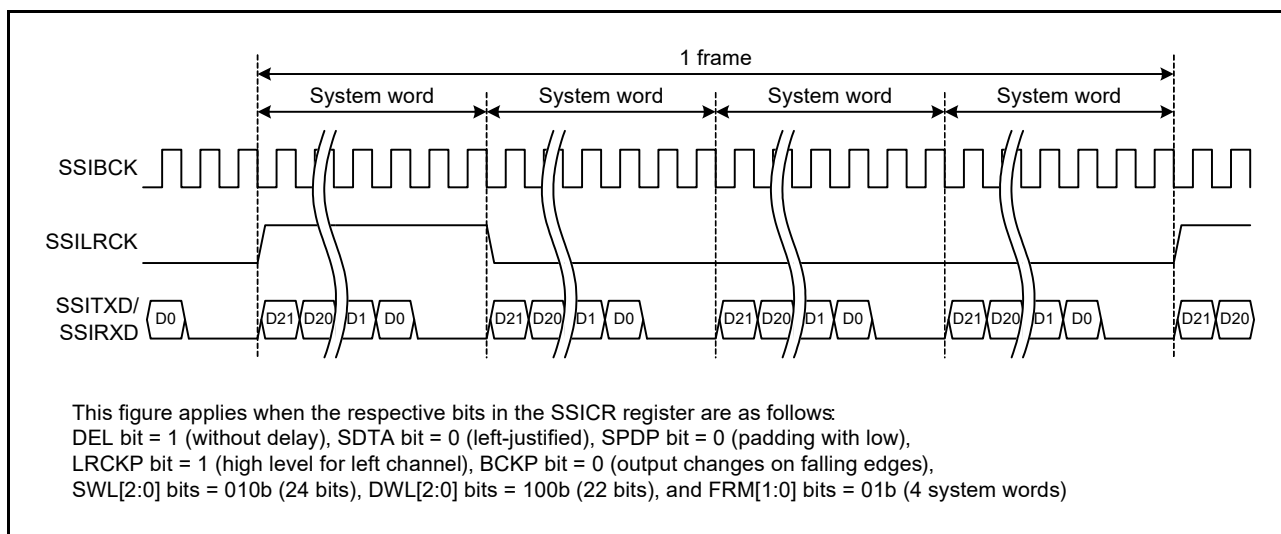 1 frame
System word System word System word System word
SSIBCK
SSILRCK
SSITXD/
SSIRXD
D0 D21 D20 D1 D0 D21 D20 D1 D0 D21 D20 D1 D0 D21 D20 D1 D0 D21 D20
This figure applies when the respective bits in the SSICR register are as follows:
DEL bit = 1 (without delay), SDTA bit = 0 (left-justified), SPDP bit = 0 (padding with low),
LRCKP bit = 1 (high level for left channel), BCKP bit = 0 (output changes on falling edges),
SWL[2:0] bits = 010b (24 bits), DWL[2:0] bits = 100b (22 bits), and FRM[1:0] bits = 01b (4 system words)